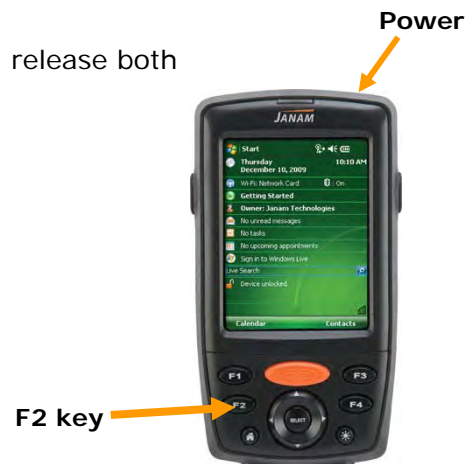 Power
release both
JANAM
Start
Thursday
December 10, 2009
10:10 AM
Wi-Fi: Network Card
On
Getting Started
Owner: Janam Technologies
No unread messages
No tasks
No upcoming appointments
Sign in to Windows Live
Live Search
Device unlocked
Calendar
Contacts
F1
F3
F2
F4
SELECT
F2 key